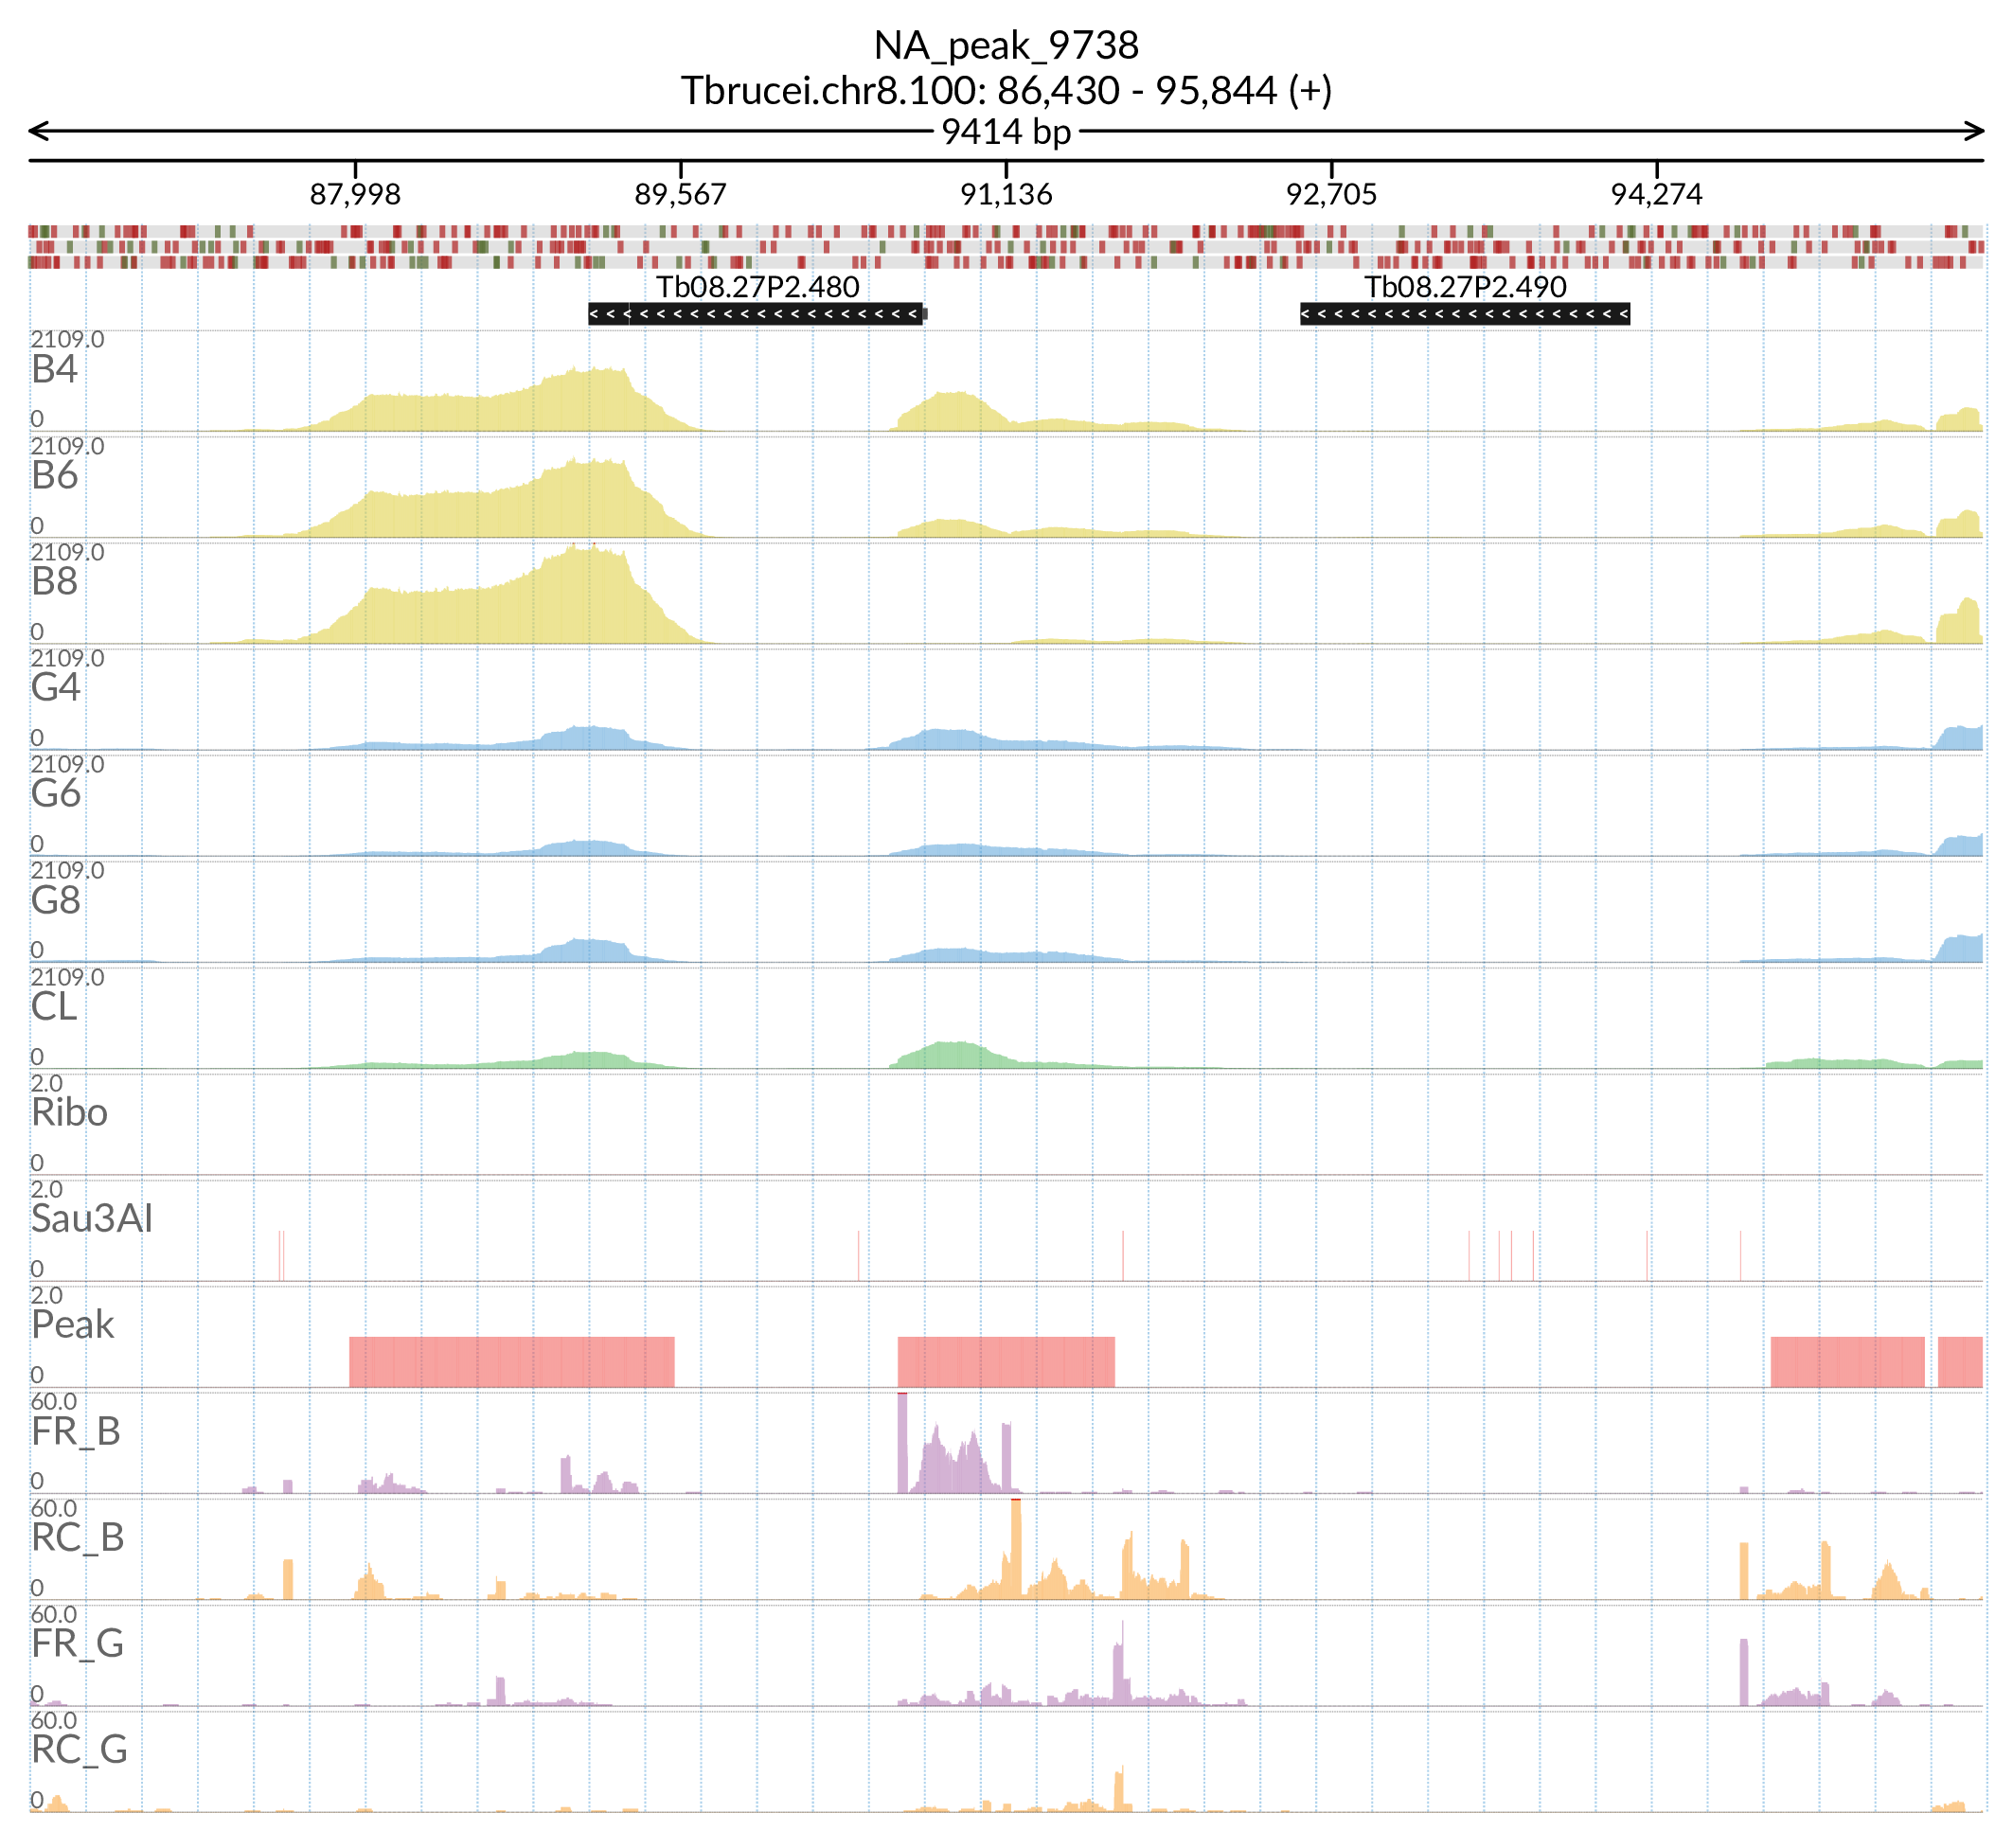 NA_peak_9738
Tbrucei.chr8.100: 86,430 - 95,844 (+)
9414 bp
87,998 89,567 91,136 92,705 94,274
Tb08.27P2.480 Tb08.27P2.490
2109.0
B4
0
2109.0
B6
0
2109.0
B8
0
2109.0
G4
0
2109.0
G6
0
2109.0
G8
0
2109.0
CL
0
2.0
Ribo
0
2.0
Sau3AI
0
2.0
Peak
0
60.0
FR_B
0
60.0
RC_B
0
60.0
FR_G
0
60.0
RC_G
0